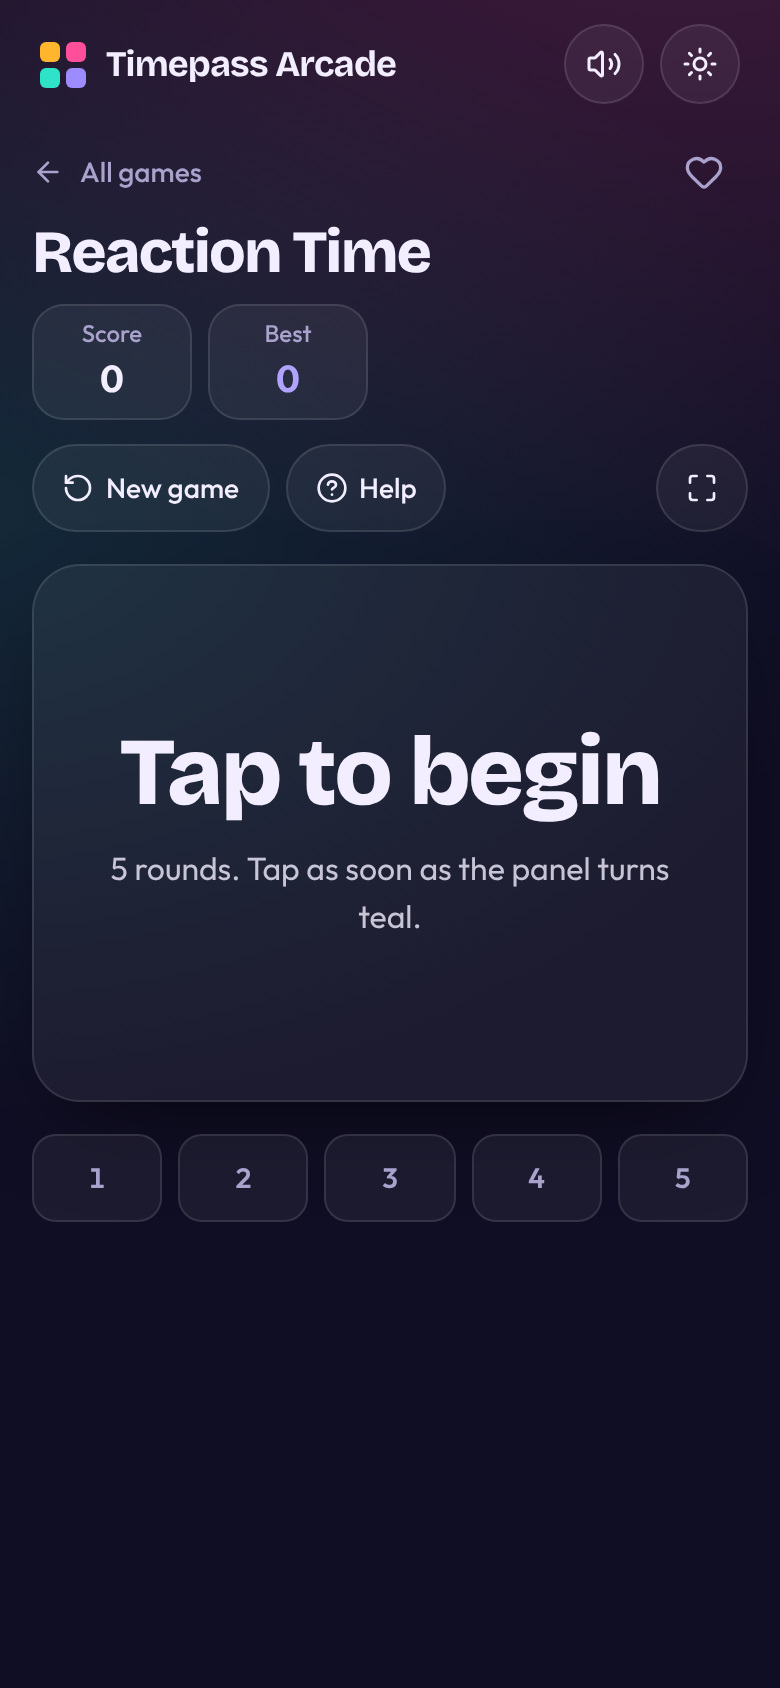 Timepass Arcade
All games
Reaction Time
Score
0
Best
0
New game
Help
Tap to begin
5 rounds. Tap as soon as the panel turns
teal.
1
2
3
4
5